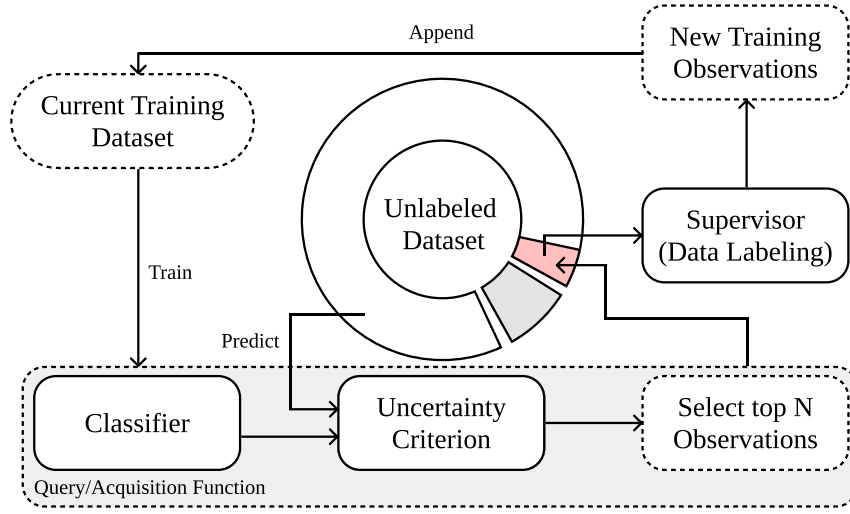 Append
New Training
Observations
Current Training
Dataset
Unlabeled
Dataset
Supervisor
(Data Labeling)
Train
Predict
Classifier
Uncertainty
Criterion
Select top N
Observations
Query/Acquisition Function